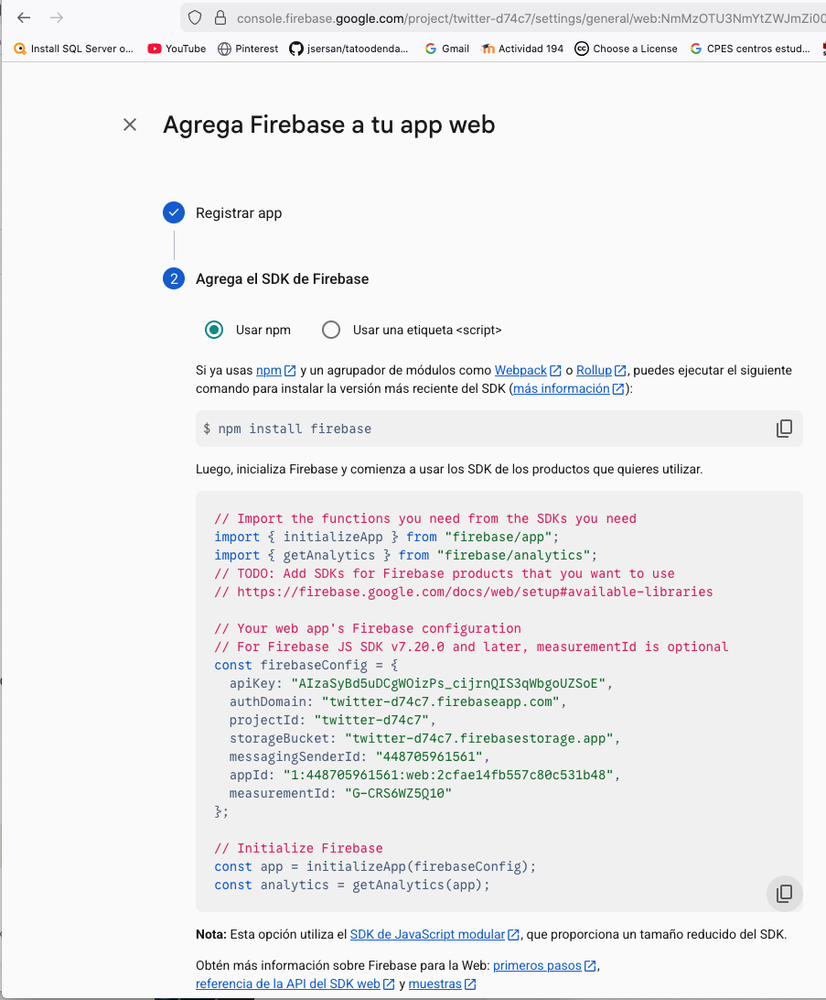 console.firebase.google.com/project/twitter-d74c7/settings/general/web:NmMzOTU3NmYtZWJmZi00
Install SQL Server o... YouTube Pinterest jsersan/tatoodenda... Gmail Actividad 194 Choose a License CPES centros estud...
Agrega Firebase a tu app web
Registrar app
2 Agrega el SDK de Firebase
Usar npm Usar una etiqueta <script>
Si ya usas npm y un agrupador de módulos como Webpack o Rollup, puedes ejecutar el siguiente
comando para instalar la versión más reciente del SDK (más información):
$ npm install firebase
Luego, inicializa Firebase y comienza a usar los SDK de los productos que quieres utilizar.
// Import the functions you need from the SDKs you need
import { initializeApp } from "firebase/app";
import { getAnalytics } from "firebase/analytics";
// TODO: Add SDKs for Firebase products that you want to use
// https://firebase.google.com/docs/web/setup#available-libraries
// Your web app's Firebase configuration
// For Firebase JS SDK v7.20.0 and later, measurementId is optional
const firebaseConfig = {
apiKey: "AIzaSyBd5uDCgWOizPs_cijrnQIS3qWbgoUZSoE",
authDomain: "twitter-d74c7.firebaseapp.com",
projectId: "twitter-d74c7",
storageBucket: "twitter-d74c7.firebasestorage.app",
messagingSenderId: "448705961561",
appId: "1:448705961561:web:2cfae14fb557c80c531b48",
measurementId: "G-CRS6WZ5Q10"
};
// Initialize Firebase
const app = initializeApp(firebaseConfig);
const analytics = getAnalytics(app);
Nota: Esta opción utiliza el SDK de JavaScript modular, que proporciona un tamaño reducido del SDK.
Obtén más información sobre Firebase para la Web: primeros pasos,
referencia de la API del SDK web y muestras